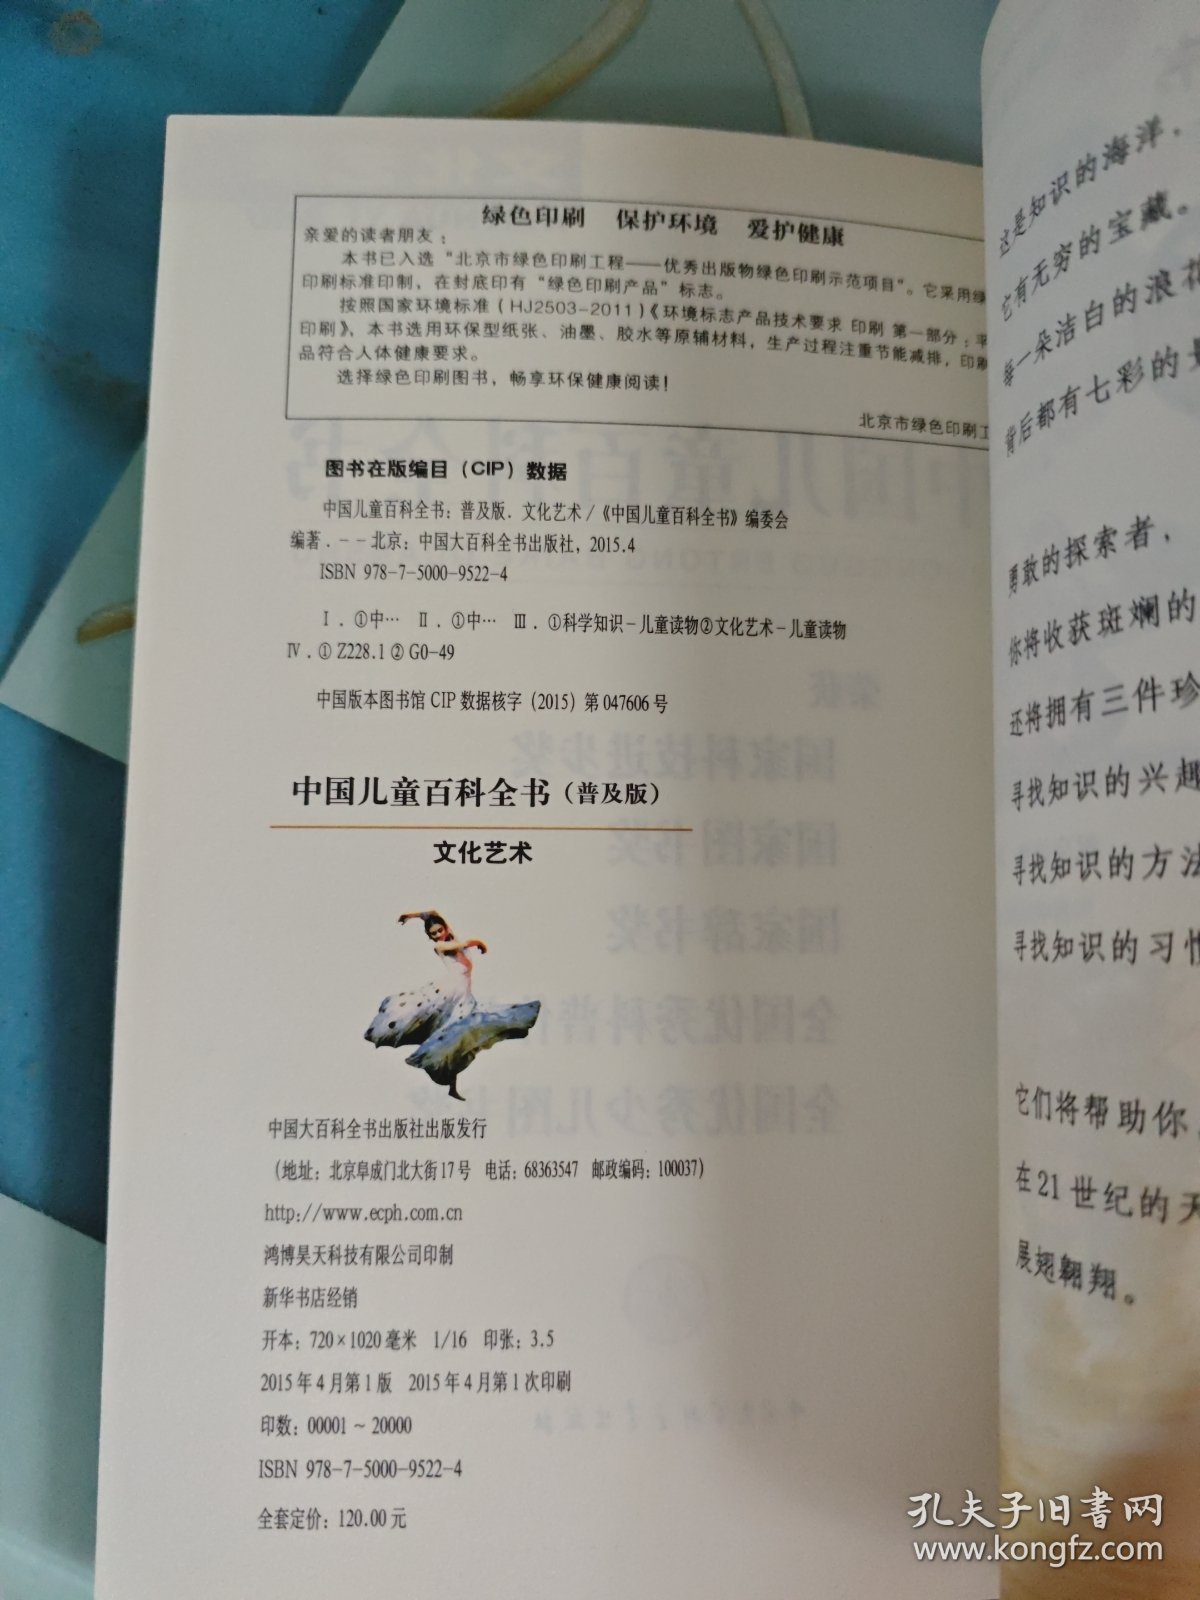 绿色印刷 保护环境 爱护健康
亲爱的读者朋友：
本书已入选“北京市绿色印刷工程——优秀出版物绿色印刷示范项目”。它采用绿
印刷标准印制，在封底印有“绿色印刷产品”标志。
按照国家环境标准（HJ2503-2011）《环境标志产品技术要求 印刷 第一部分：平
印刷》，本书选用环保型纸张、油墨、胶水等原辅材料，生产过程注重节能减排，印刷
品符合人体健康要求。
选择绿色印刷图书，畅享环保健康阅读！
北京市绿色印刷工
图书在版编目（CIP）数据
中国儿童百科全书：普及版．文化艺术/《中国儿童百科全书》编委会
编著．--北京：中国大百科全书出版社，2015.4
ISBN 978-7-5000-9522-4
Ⅰ．①中… Ⅱ．①中… Ⅲ．①科学知识-儿童读物②文化艺术-儿童读物
Ⅳ．①Z228.1②G0-49
中国版本图书馆CIP数据核字（2015）第047606号
中国儿童百科全书（普及版）
文化艺术
中国大百科全书出版社出版发行
（地址：北京阜成门北大街17号 电话：68363547 邮政编码：100037）
http://www.ecph.com.cn
鸿博昊天科技有限公司印制
新华书店经销
开本：720×1020毫米 1/16 印张：3.5
2015年4月第1版 2015年4月第1次印刷
印数：00001～20000
ISBN 978-7-5000-9522-4
全套定价：120.00元
这是知识的海洋，
它有无穷的宝藏。
每一朵洁白的浪花
背后都有七彩的
勇敢的探索者，
你将收获斑斓的
还将拥有三件珍
寻找知识的兴趣
寻找知识的方法
寻找知识的习惯
它们将帮助你
在21世纪的天
展翅翱翔。
孔夫子旧书网
www.kongfz.com